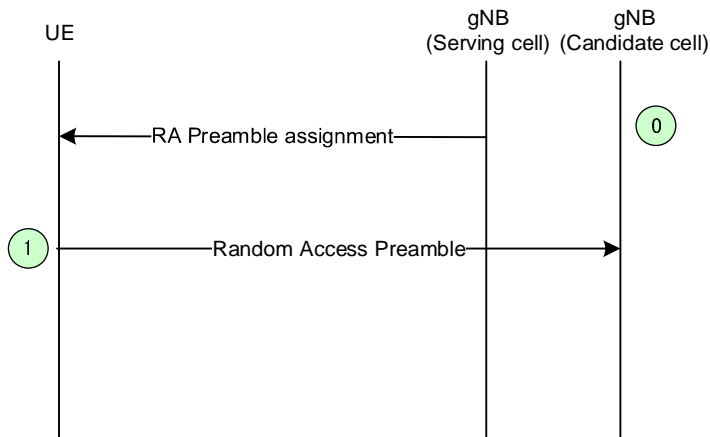 UE
gNB
(Serving cell)
gNB
(Candidate cell)
RA Preamble assignment
0
1
Random Access Preamble